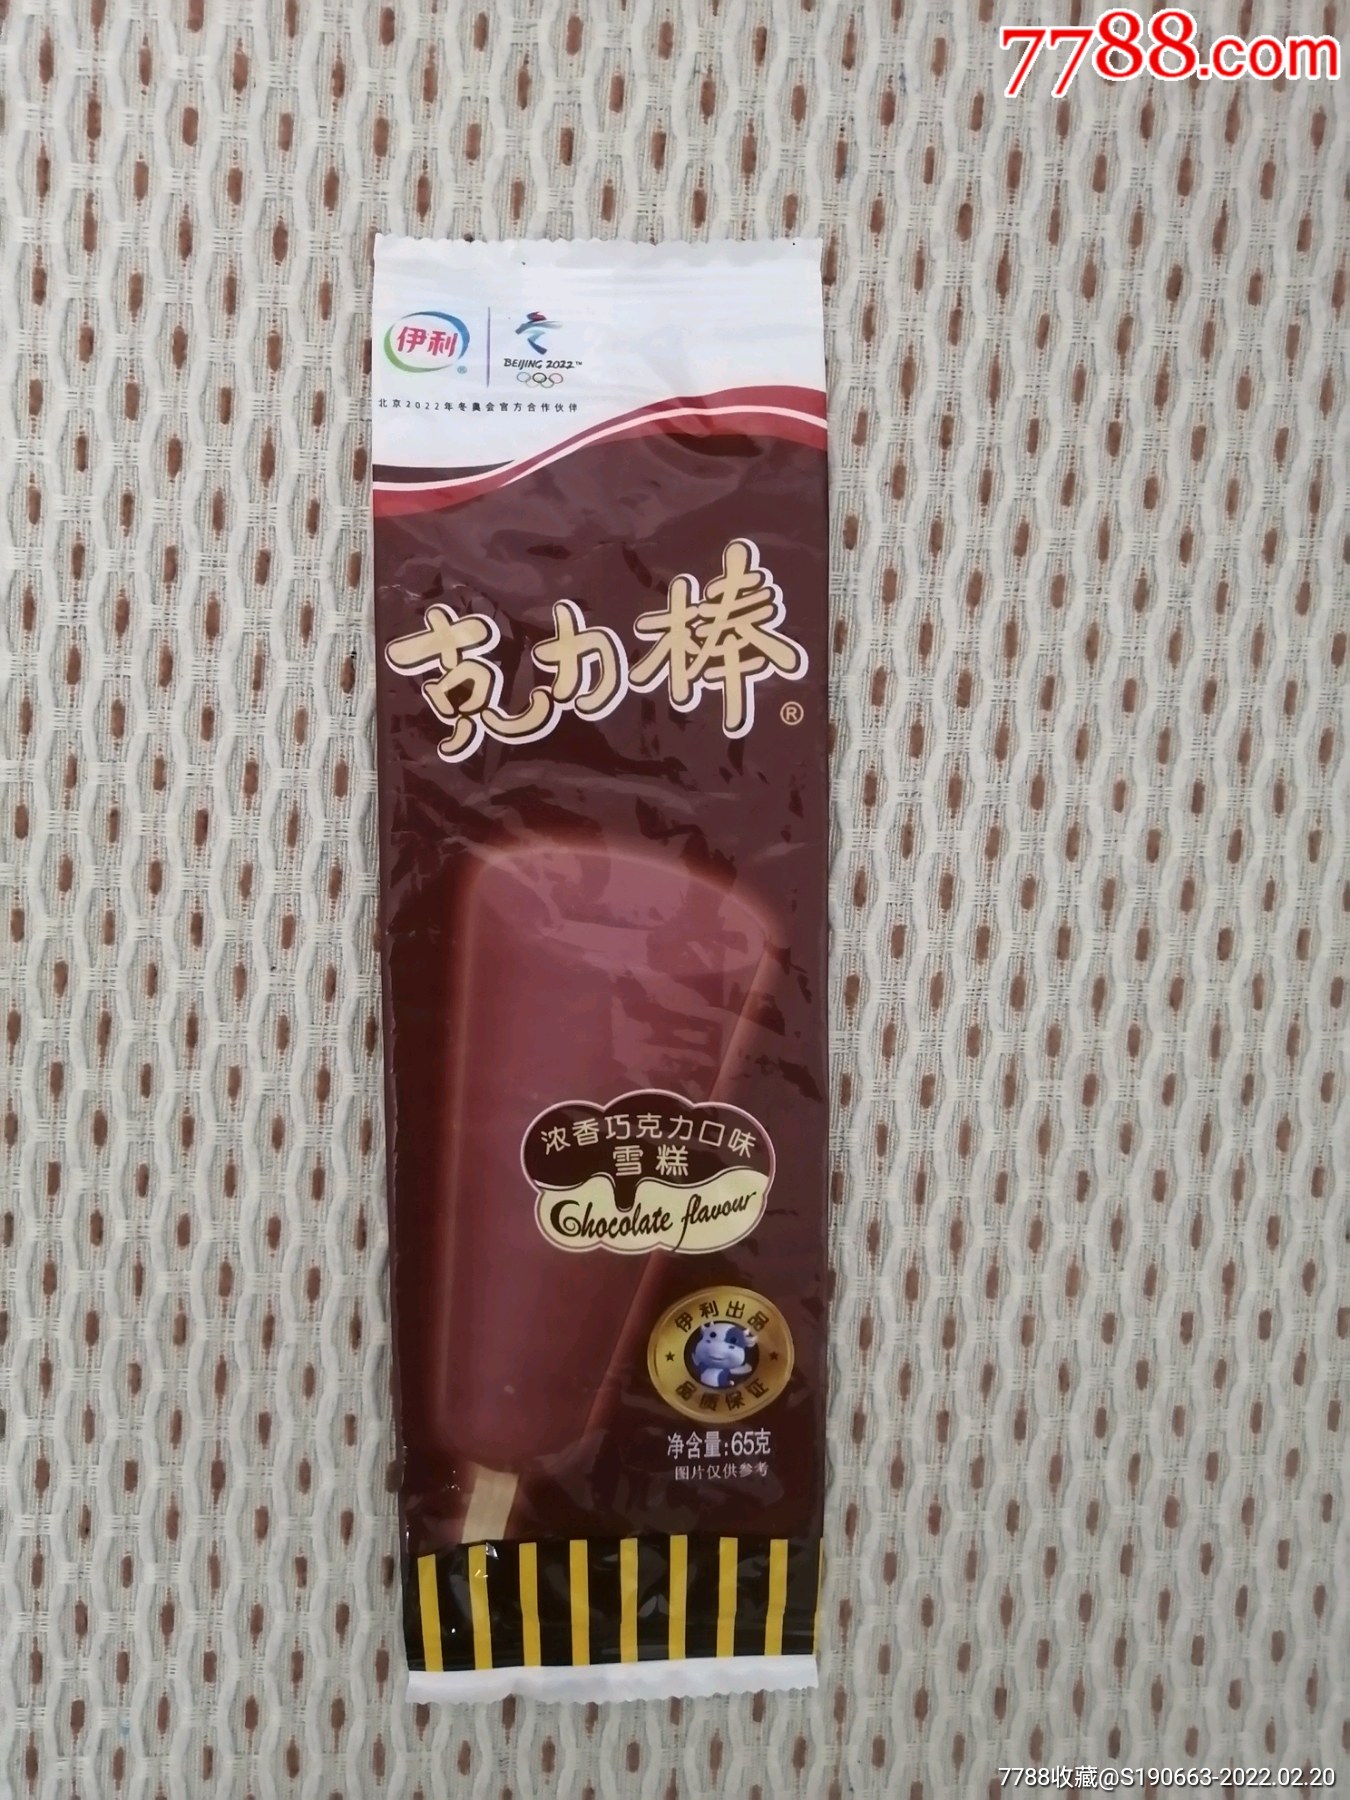 7788.com
伊利®
BEIJING 2022™
北京2022年冬奥会官方合作伙伴
克力棒®
浓香巧克力口味
雪糕
Chocolate flavour
伊利出品
品质保证
净含量:65克
图片仅供参考
7788收藏@S190663-2022.02.20